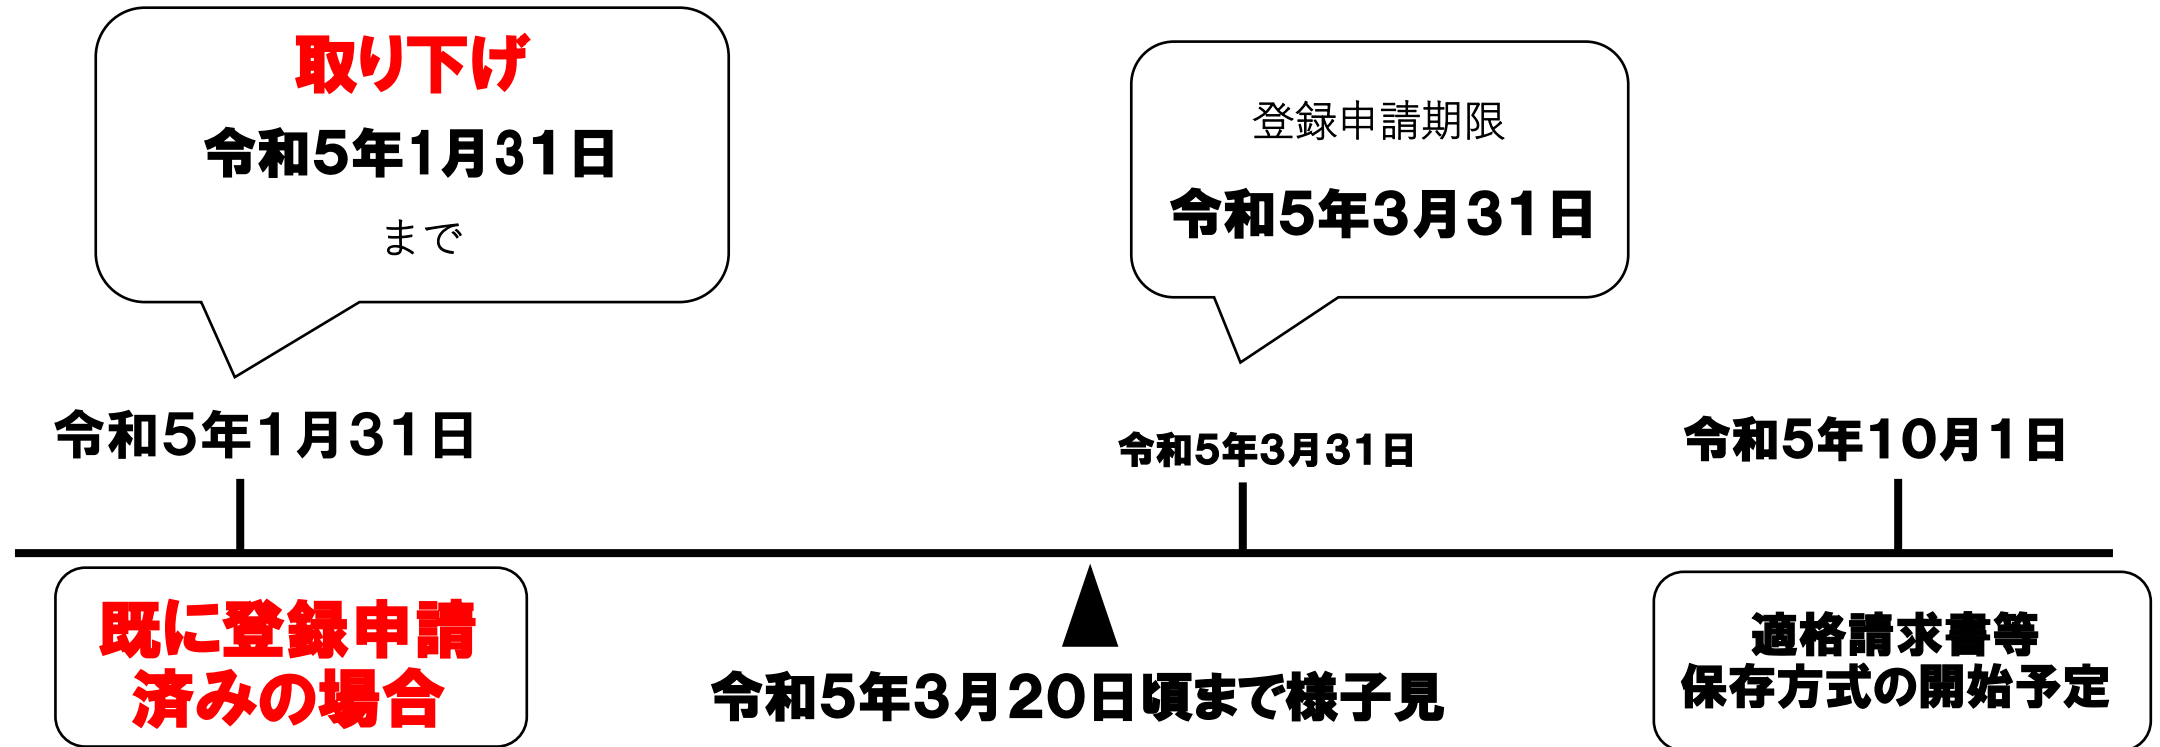 取り下げ
令和5年1月31日
まで
登録申請期限
令和5年3月31日
令和5年1月31日
令和5年3月31日
令和5年10月1日
既に登録申請
済みの場合
令和5年3月20日頃まで様子見
適格請求書等
保存方式の開始予定